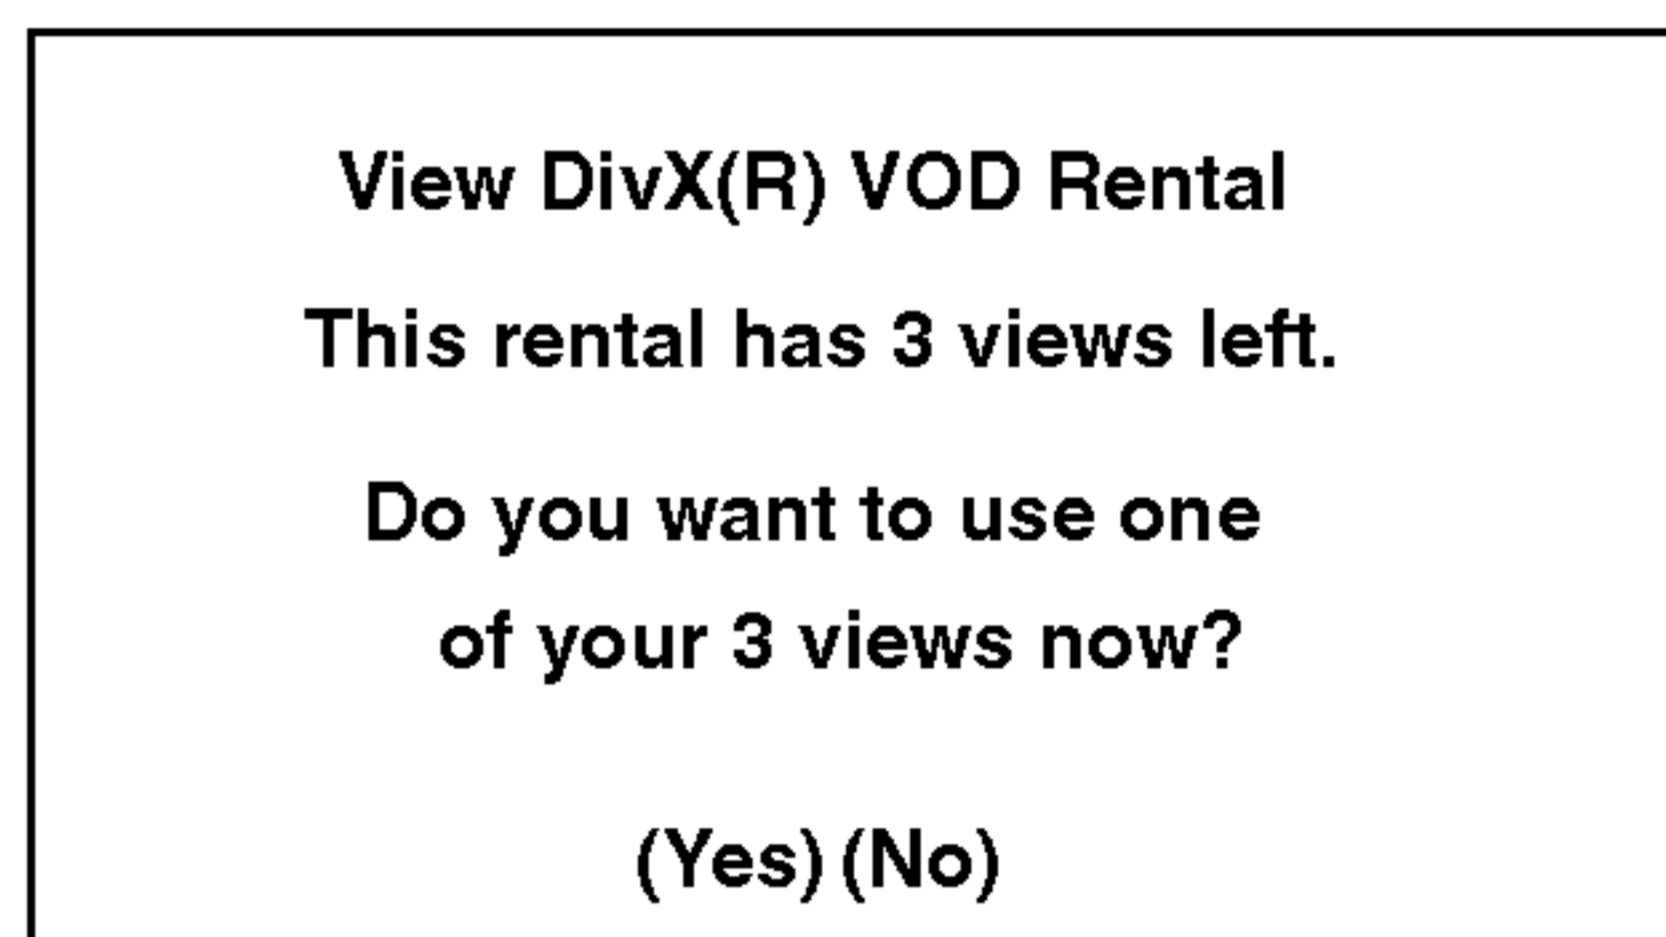 View DivX(R) VOD Rental
This rental has 3 views left.
Do you want to use one
of your 3 views now?
(Yes) (No)